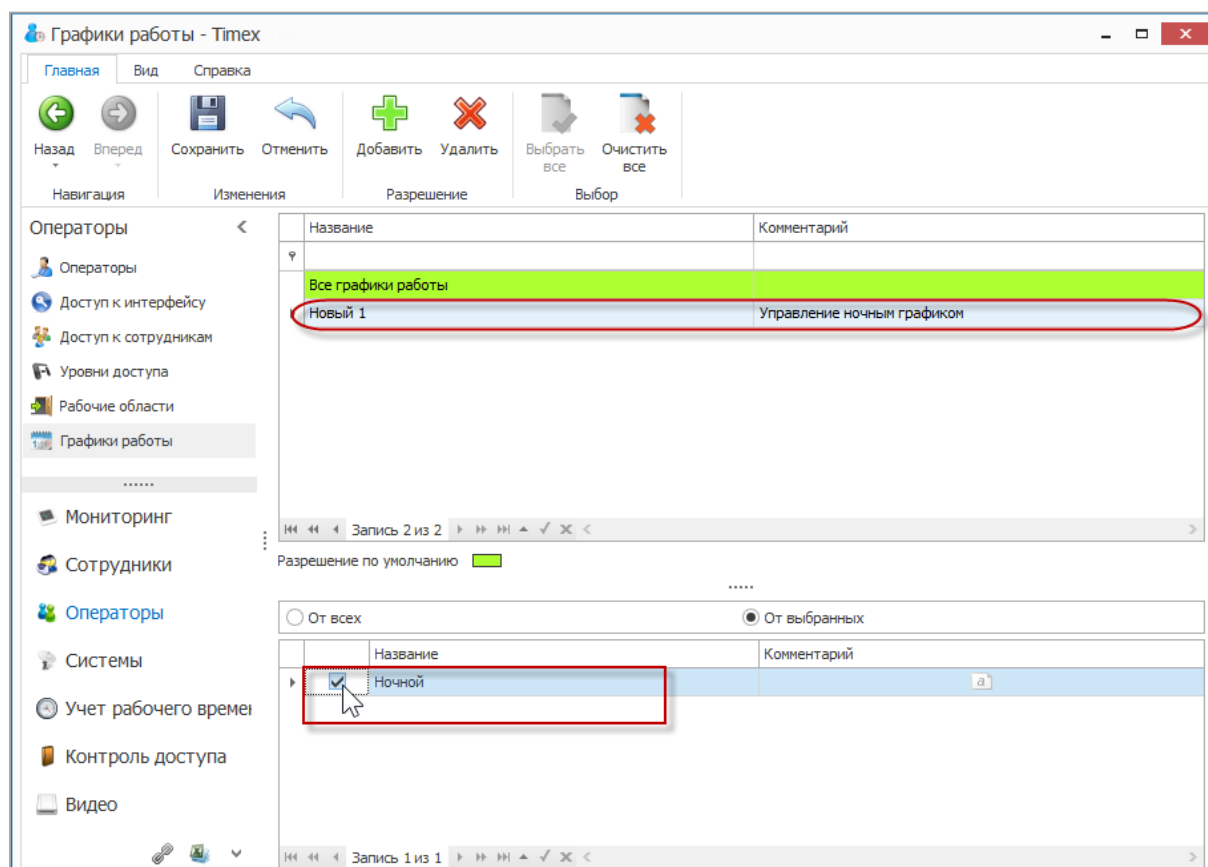 Графики работы - Timex
Главная Вид Справка
Назад Вперед Сохранить Отменить Добавить Удалить Выбрать все Очистить все
Навигация Изменения Разрешение Выбор
Операторы
Операторы
Доступ к интерфейсу
Доступ к сотрудникам
Уровни доступа
Рабочие области
Графики работы
Мониторинг
Сотрудники
Операторы
Системы
Учет рабочего времен
Контроль доступа
Видео
Название Комментарий
Все графики работы
Новый 1 Управление ночным графиком
Запись 2 из 2
Разрешение по умолчанию
От всех От выбранных
Название Комментарий
Ночной a
Запись 1 из 1